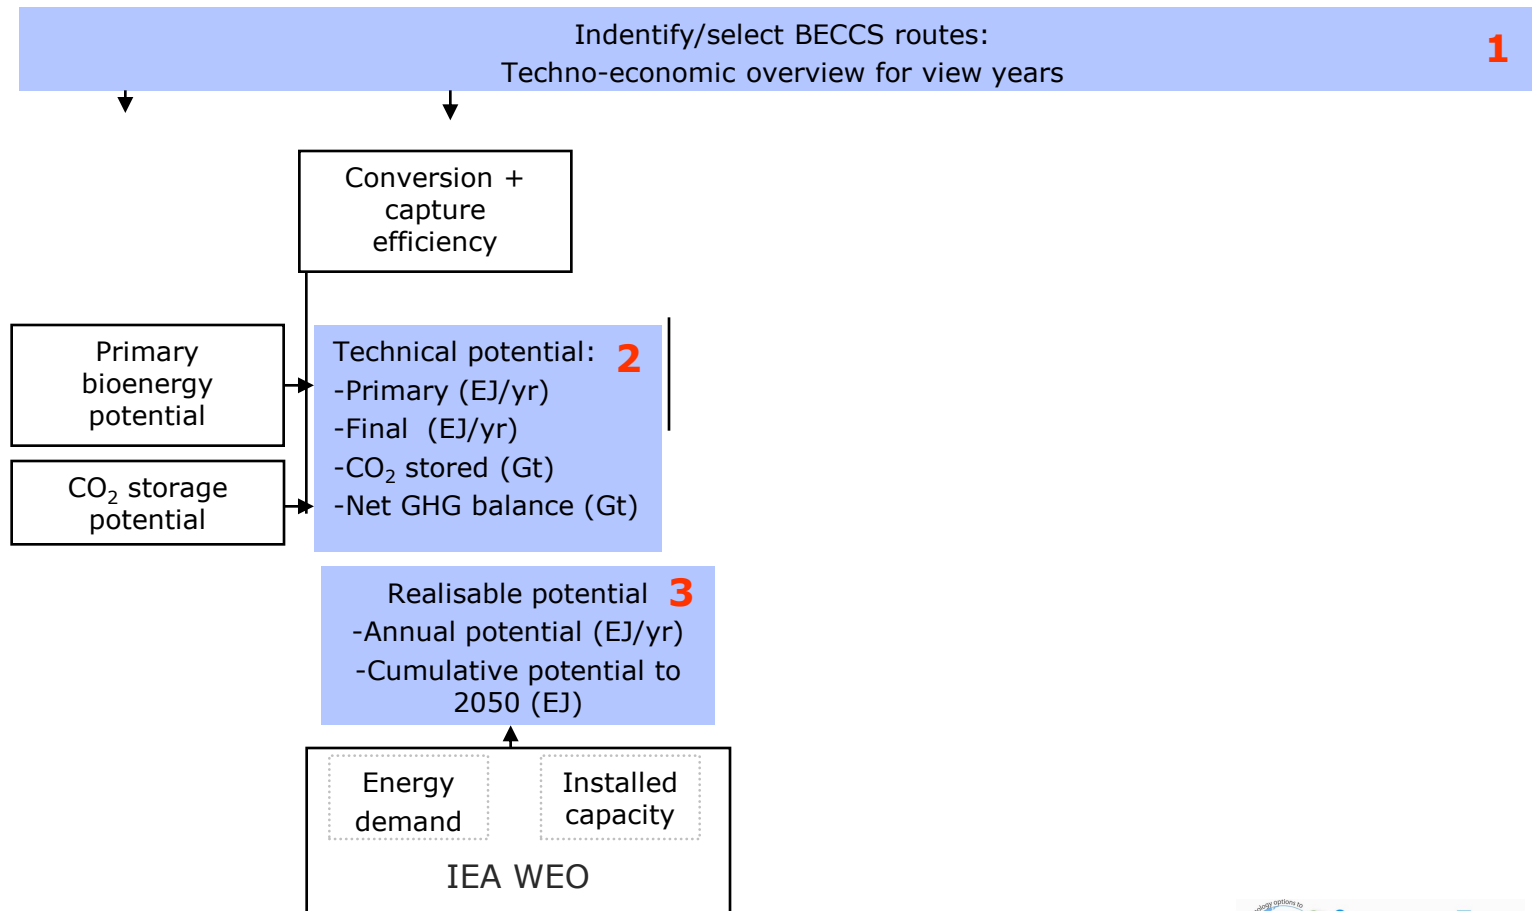 Indentify/select BECCS routes:
Techno-economic overview for view years
1
Conversion +
capture
efficiency
Primary
bioenergy
potential
CO₂ storage
potential
Technical potential: 2
-Primary (EJ/yr)
-Final (EJ/yr)
-CO₂ stored (Gt)
-Net GHG balance (Gt)
Realisable potential 3
-Annual potential (EJ/yr)
-Cumulative potential to
2050 (EJ)
Energy
demand
Installed
capacity
IEA WEO
options to